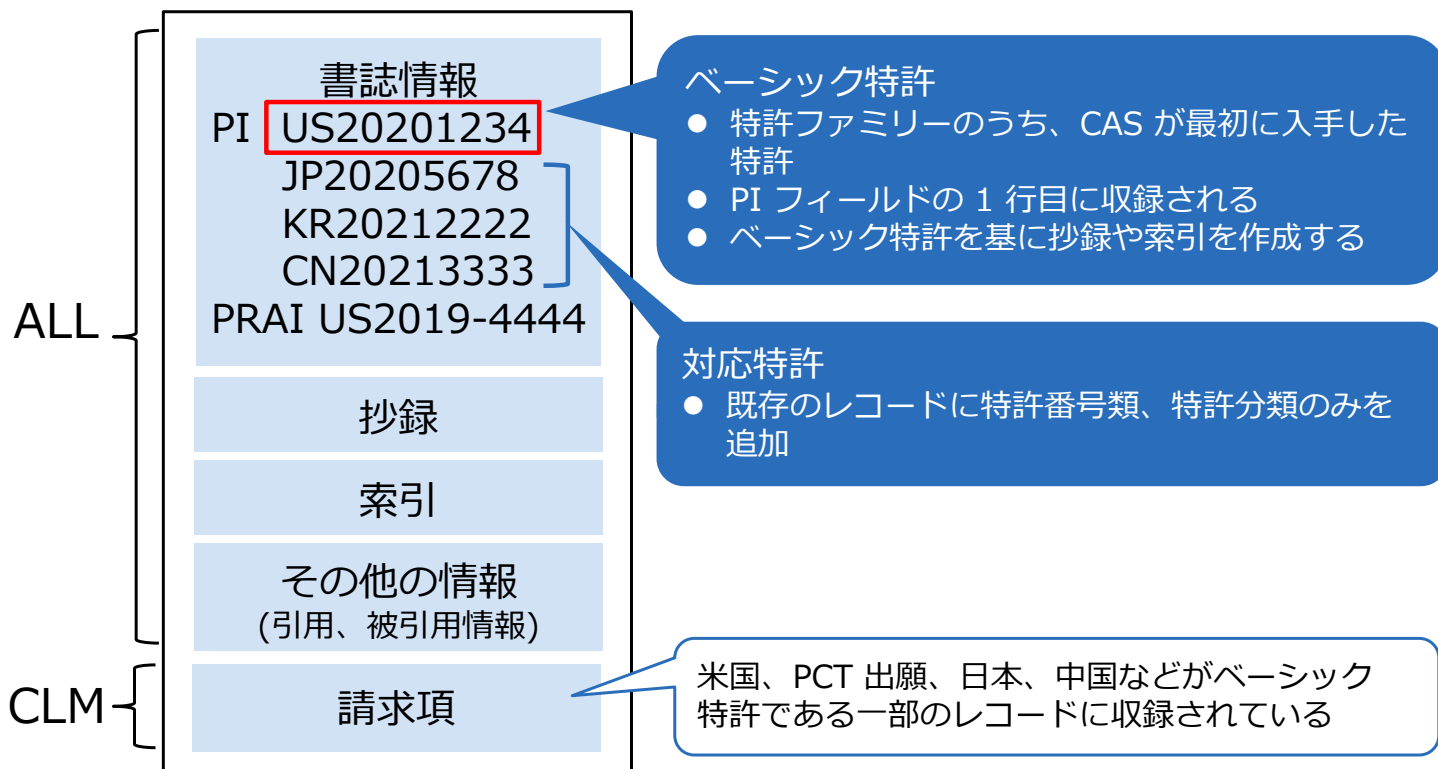 ALL
書誌情報
PI US20201234
JP20205678
KR20212222
CN20213333
PRAI US2019-4444
抄録
索引
その他の情報
(引用、被引用情報)
CLM
請求項
ベーシック特許
● 特許ファミリーのうち、CAS が最初に入手した
特許
● PI フィールドの 1 行目に収録される
● ベーシック特許を基に抄録や索引を作成する
対応特許
● 既存のレコードに特許番号類、特許分類のみを
追加
米国、PCT 出願、日本、中国などがベーシック
特許である一部のレコードに収録されている